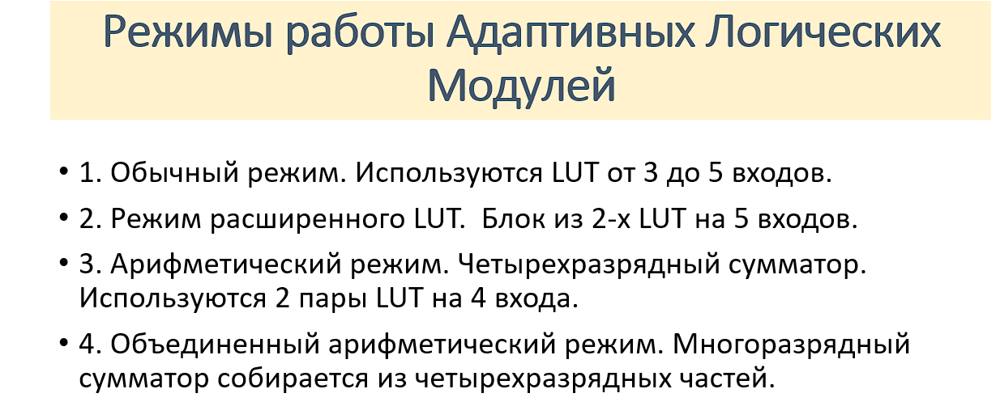 Режимы работы Адаптивных Логических
Модулей
• 1. Обычный режим. Используются LUT от 3 до 5 входов.
• 2. Режим расширенного LUT.  Блок из 2-х LUT на 5 входов.
• 3. Арифметический режим. Четырехразрядный сумматор.
Используются 2 пары LUT на 4 входа.
• 4. Объединенный арифметический режим. Многоразрядный
сумматор собирается из четырехразрядных частей.